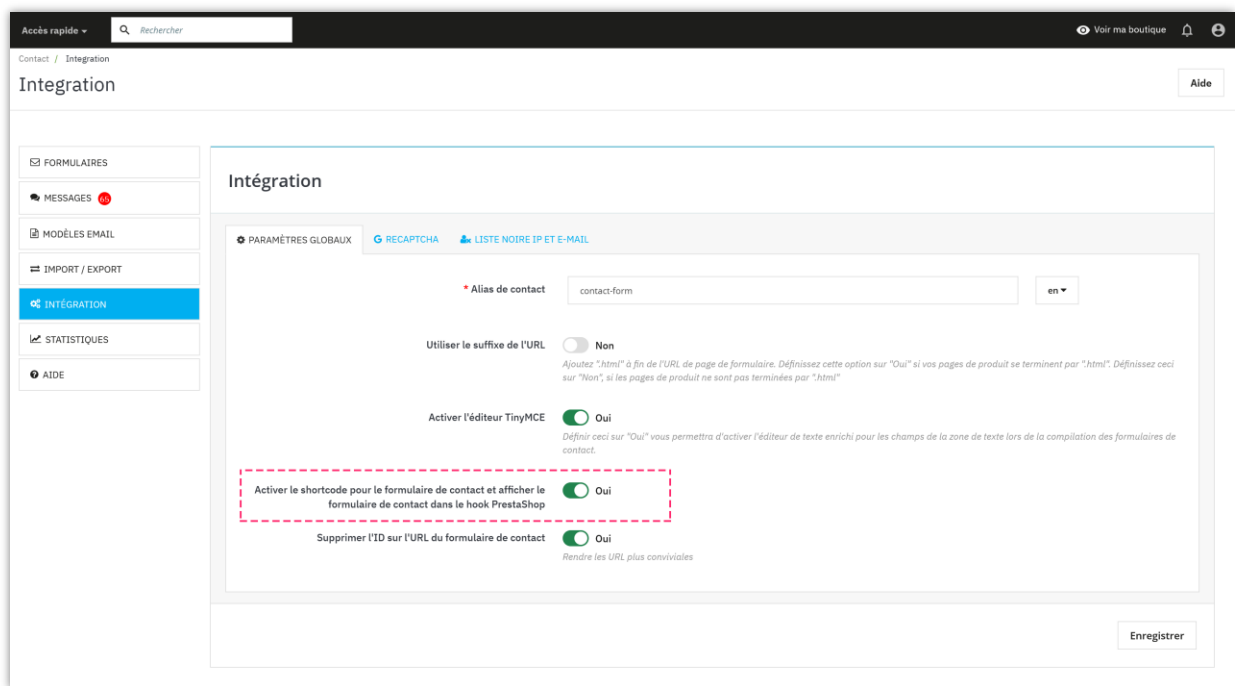 Accès rapide
Rechercher
Voir ma boutique
Contact / Integration
Integration
Aide
FORMULAIRES
MESSAGES 65
MODÈLES EMAIL
IMPORT / EXPORT
INTÉGRATION
STATISTIQUES
AIDE
Intégration
PARAMÈTRES GLOBAUX
RECAPTCHA
LISTE NOIRE IP ET E-MAIL
* Alias de contact
contact-form
en
Utiliser le suffixe de l'URL
Non
Ajoutez ".html" à fin de l'URL de page de formulaire. Définissez cette option sur "Oui" si vos pages de produit se terminent par ".html". Définissez ceci
sur "Non", si les pages de produit ne sont pas terminées par ".html"
Activer l'éditeur TinyMCE
Oui
Définir ceci sur "Oui" vous permettra d'activer l'éditeur de texte enrichi pour les champs de la zone de texte lors de la compilation des formulaires de
contact.
Activer le shortcode pour le formulaire de contact et afficher le
formulaire de contact dans le hook PrestaShop
Oui
Supprimer l'ID sur l'URL du formulaire de contact
Oui
Rendre les URL plus conviviales
Enregistrer